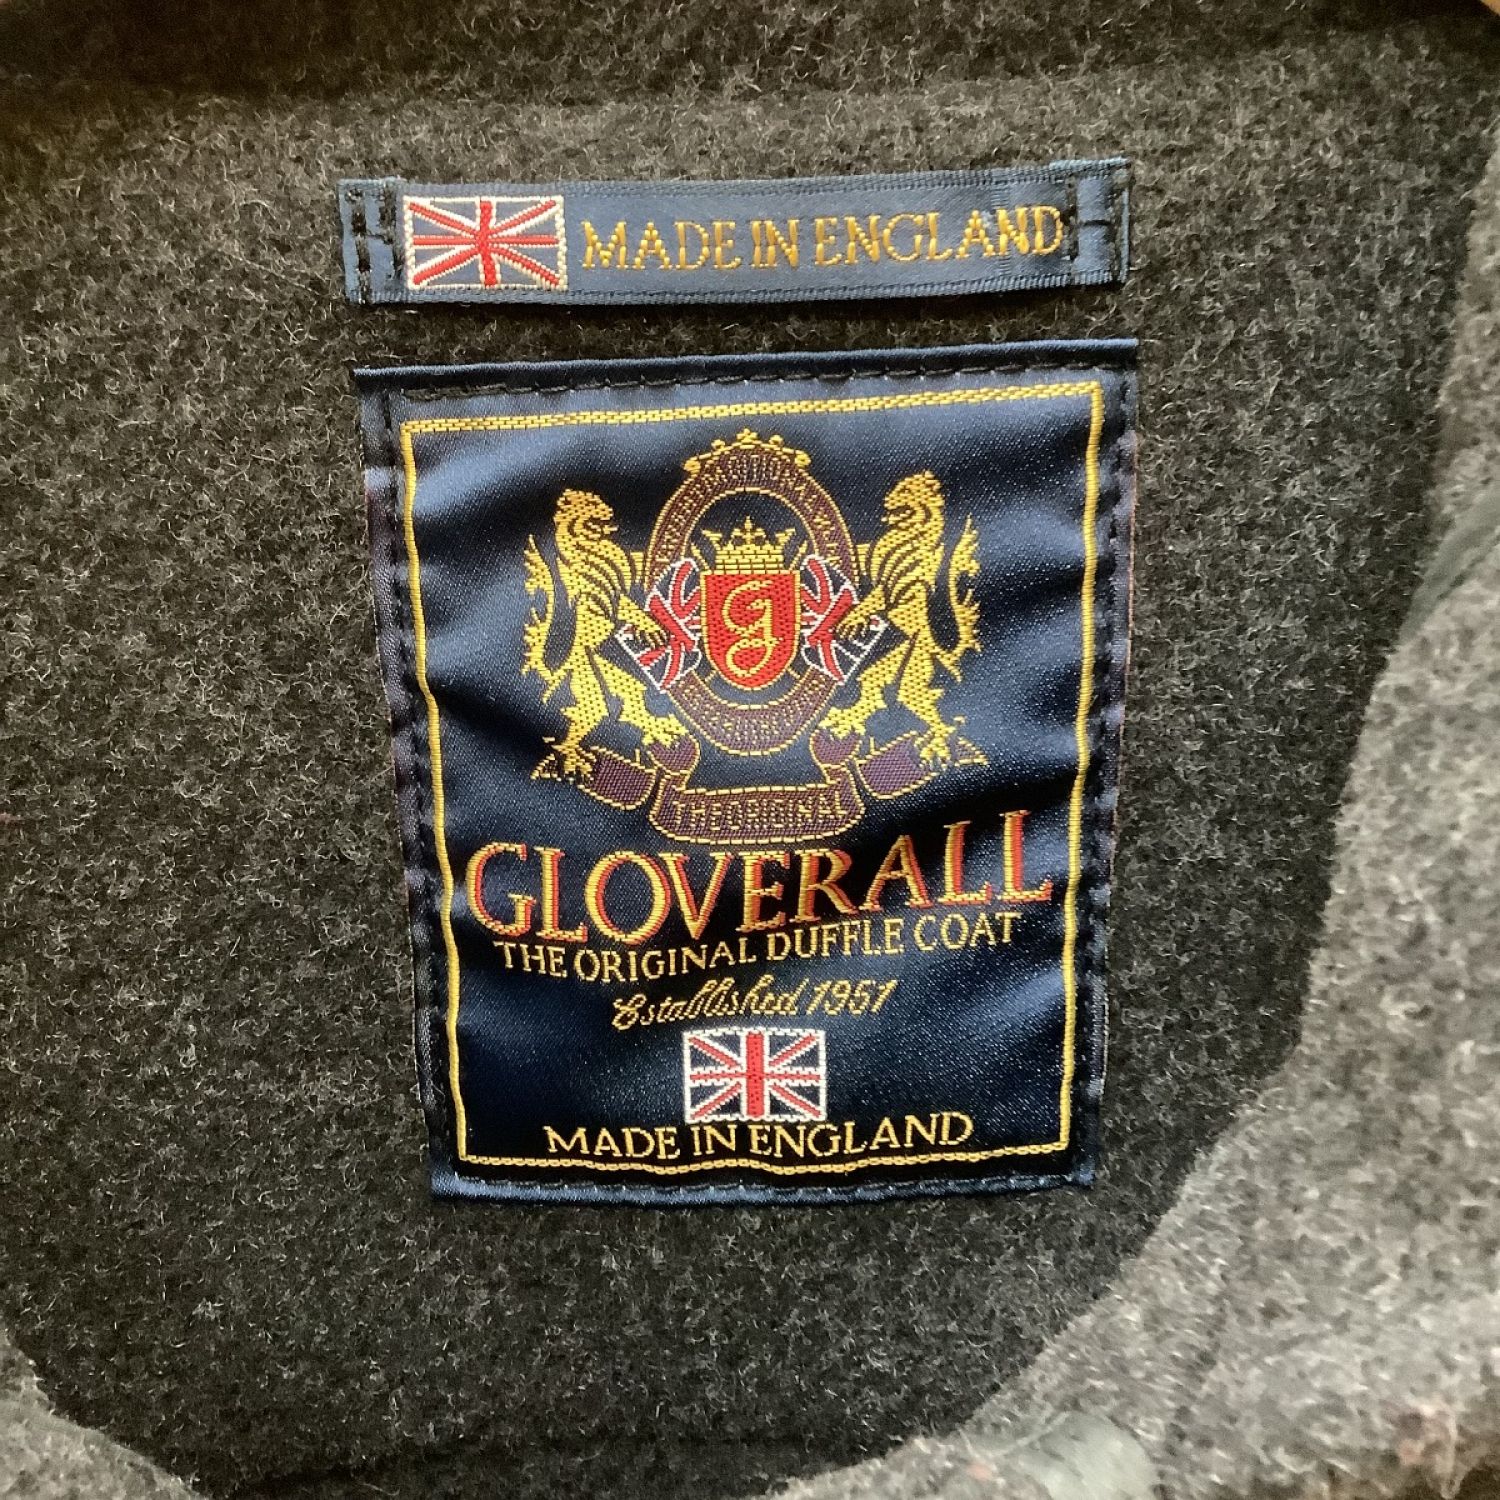 MADE IN ENGLAND
G
THE ORIGINAL
GLOVERALL
THE ORIGINAL DUFFLE COAT
Established 1951
MADE IN ENGLAND